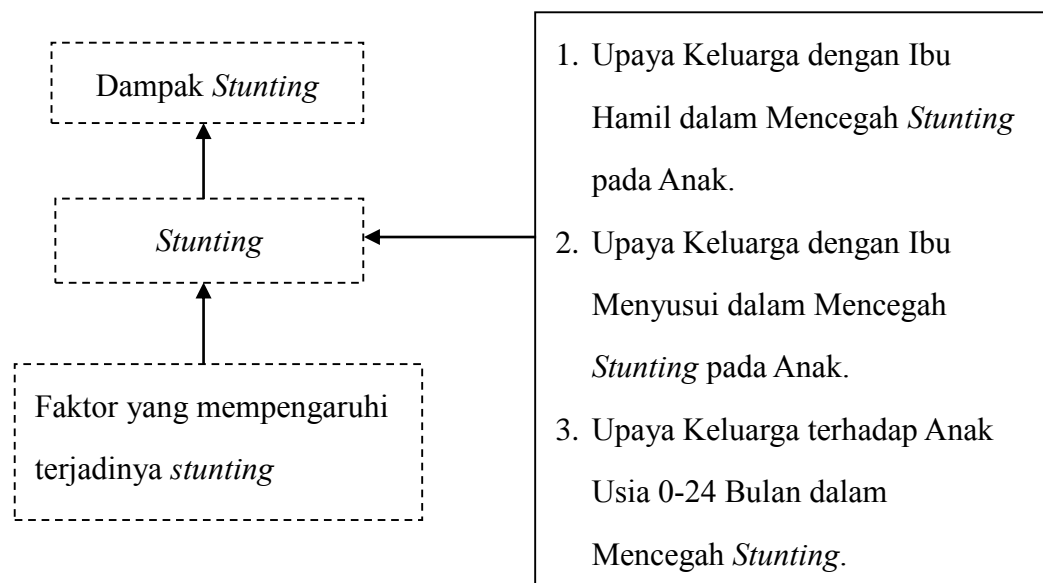 Dampak Stunting
Stunting
Faktor yang mempengaruhi
terjadinya stunting
1. Upaya Keluarga dengan Ibu
Hamil dalam Mencegah Stunting
pada Anak.
2. Upaya Keluarga dengan Ibu
Menyusui dalam Mencegah
Stunting pada Anak.
3. Upaya Keluarga terhadap Anak
Usia 0-24 Bulan dalam
Mencegah Stunting.